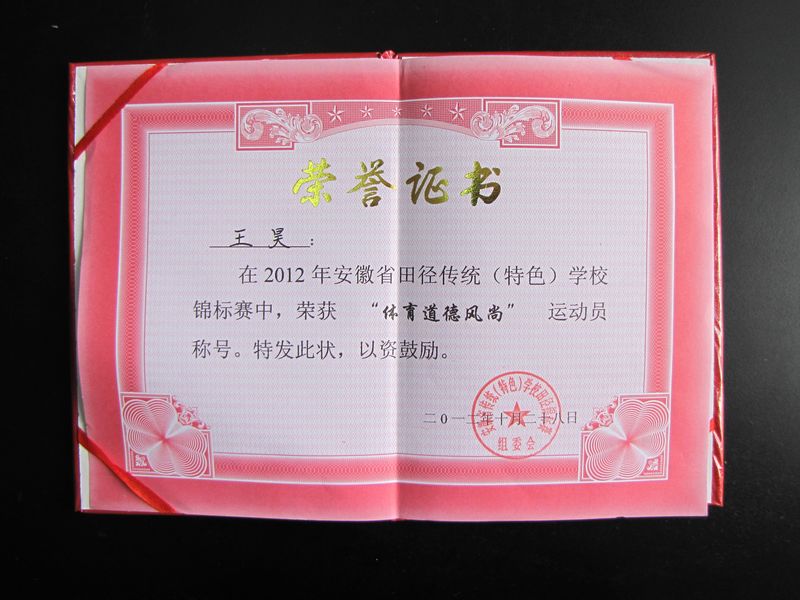 荣誉证书
王昊：
在2012年安徽省田径传统（特色）学校
锦标赛中，荣获 “体育道德风尚” 运动员
称号。特发此状，以资鼓励。
二0一二年十月二十八日
组委会